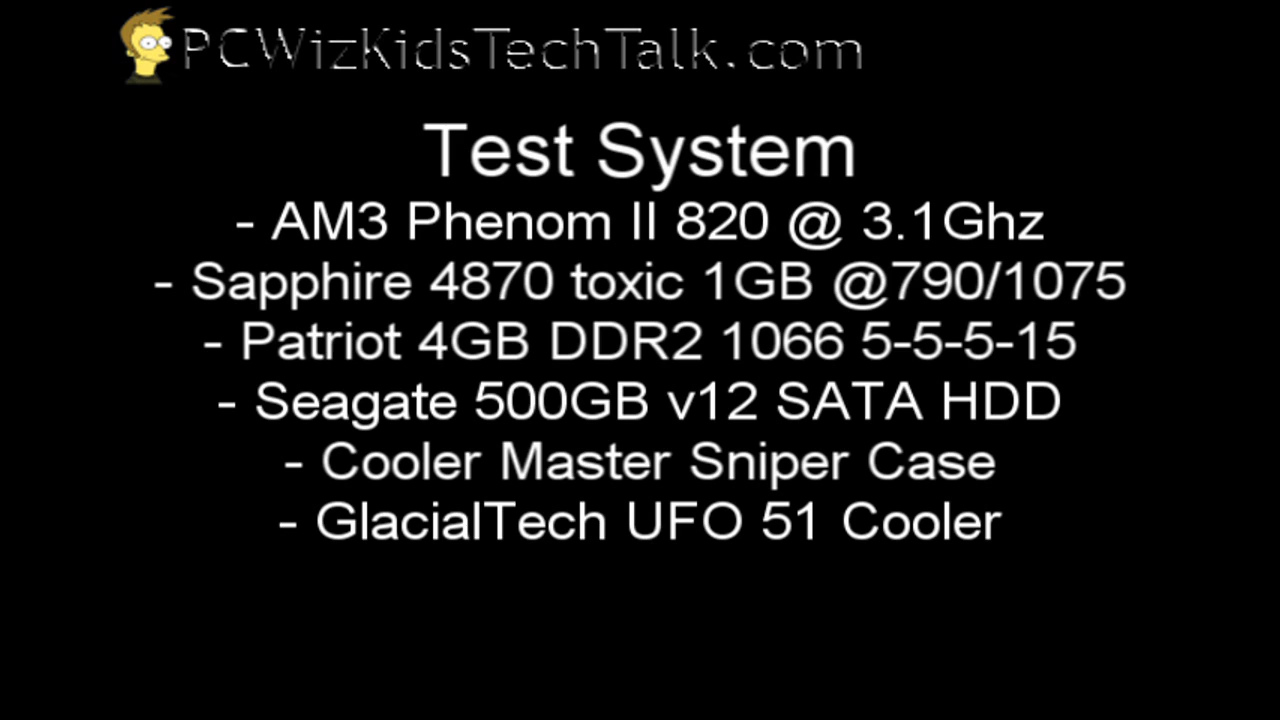 PCWizKidsTechTalk.com
Test System
- AM3 Phenom II 820 @ 3.1Ghz
- Sapphire 4870 toxic 1GB @790/1075
- Patriot 4GB DDR2 1066 5-5-5-15
- Seagate 500GB v12 SATA HDD
- Cooler Master Sniper Case
- GlacialTech UFO 51 Cooler